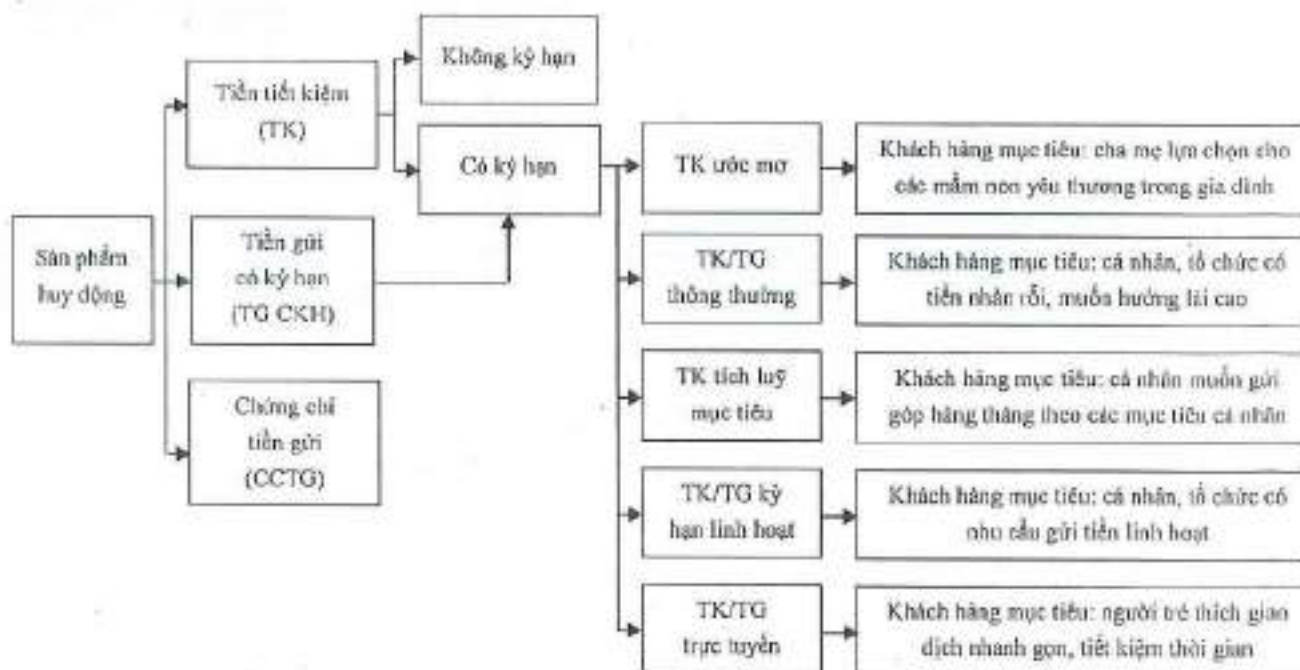 Sản phẩm
huy động
Tiền tiết kiệm
(TK)
Tiền gửi
có kỳ hạn
(TG CKH)
Chứng chỉ
tiền gửi
(CCTG)
Không kỳ hạn
Có kỳ hạn
TK ước mơ
Khách hàng mục tiêu: cha mẹ lựa chọn cho
các mầm non yêu thương trong gia đình
TK/TG
thông thường
Khách hàng mục tiêu: cá nhân, tổ chức có
tiền nhàn rỗi, muốn hưởng lãi cao
TK tích luỹ
mục tiêu
Khách hàng mục tiêu: cá nhân muốn gửi
góp hàng tháng theo các mục tiêu cá nhân
TK/TG kỳ
hạn linh hoạt
Khách hàng mục tiêu: cá nhân, tổ chức có
nhu cầu gửi tiền linh hoạt
TK/TG
trực tuyến
Khách hàng mục tiêu: người trẻ thích giao
dịch nhanh gọn, tiết kiệm thời gian